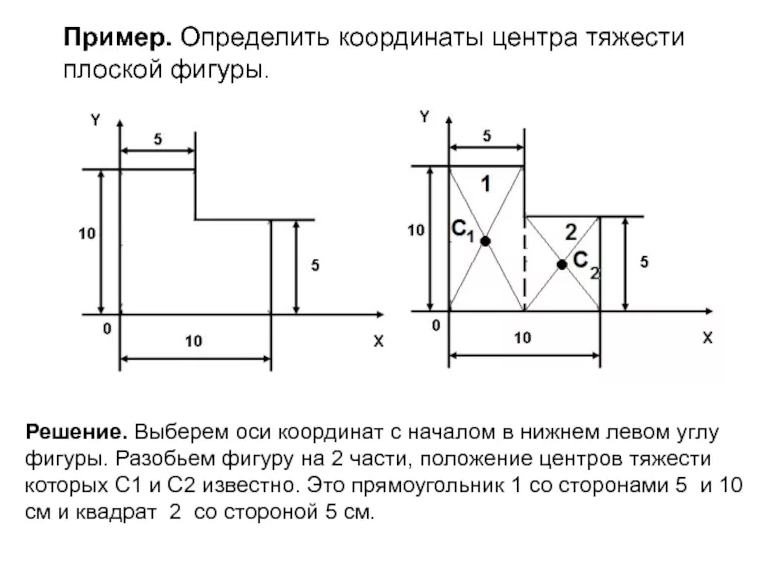 Пример. Определить координаты центра тяжести
плоской фигуры.
Y
5
10
5
0
10
X
Y
5
1
10
C1
2
C2
5
0
10
X
Решение. Выберем оси координат с началом в нижнем левом углу
фигуры. Разобьем фигуру на 2 части, положение центров тяжести
которых С1 и С2 известно. Это прямоугольник 1 со сторонами 5 и 10
см и квадрат 2 со стороной 5 см.